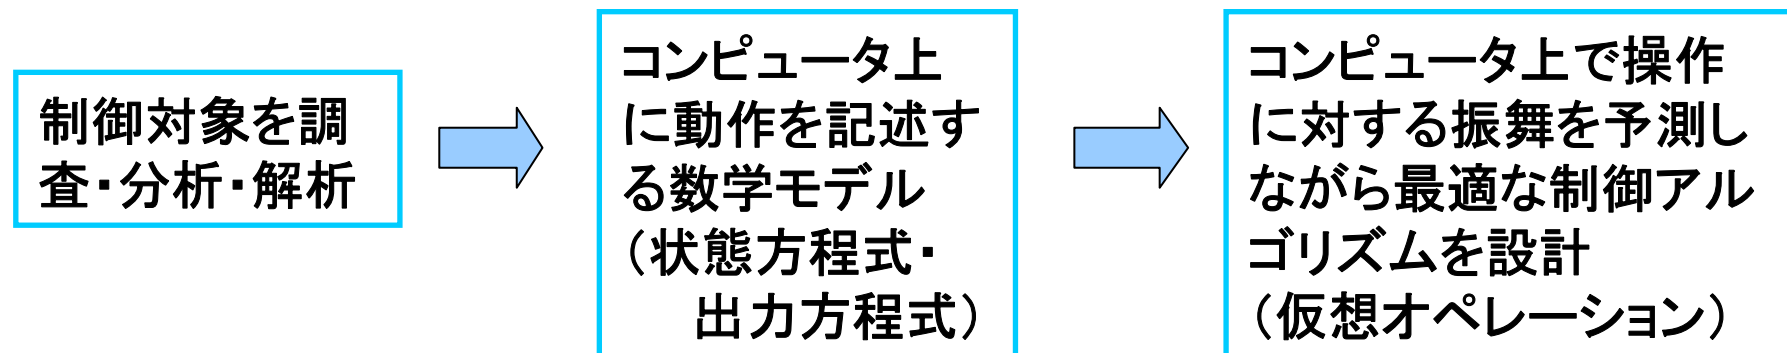 制御対象を調
査・分析・解析
コンピュータ上
に動作を記述す
る数学モデル
（状態方程式・
出力方程式）
コンピュータ上で操作
に対する振舞を予測し
ながら最適な制御アル
ゴリズムを設計
（仮想オペレーション）